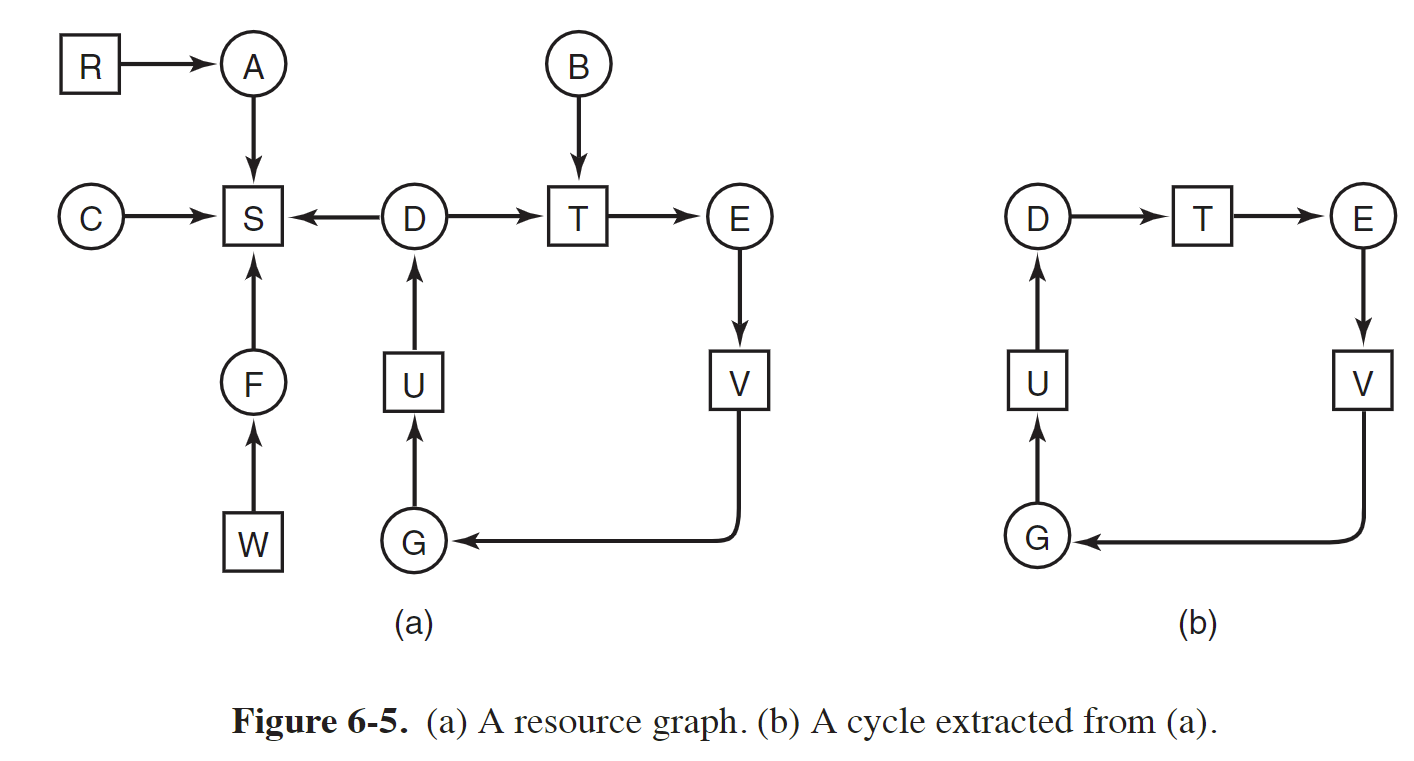 R A B
C S D T E D T E
F U V U V
W G G
(a) (b)
Figure 6-5. (a) A resource graph. (b) A cycle extracted from (a).